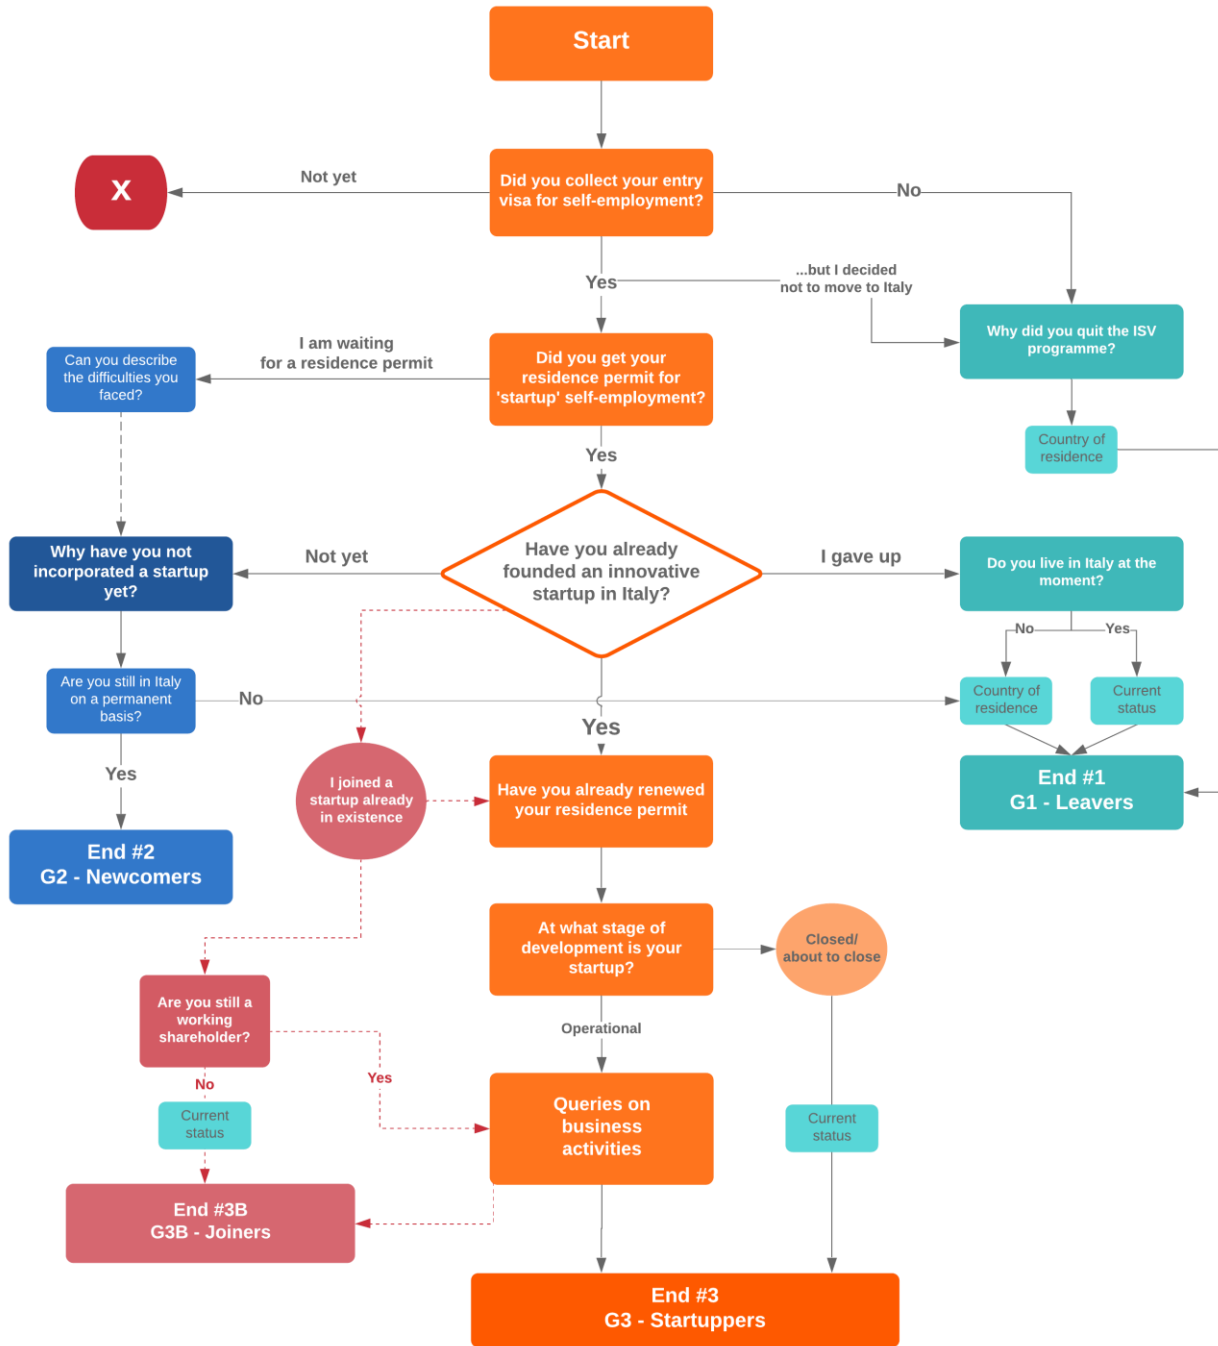 Start
X
Not yet
Did you collect your entry
visa for self-employment?
No
Yes
...but I decided
not to move to Italy
Why did you quit the ISV
programme?
I am waiting
for a residence permit
Can you describe
the difficulties you
faced?
Did you get your
residence permit for
'startup' self-employment?
Country of
residence
Yes
Why have you not
incorporated a startup
yet?
Not yet
Have you already
founded an innovative
startup in Italy?
I gave up
Do you live in Italy at the
moment?
No
Yes
Are you still in Italy
on a permanent
basis?
No
Country of
residence
Current
status
Yes
Yes
I joined a
startup already
in existence
Have you already renewed
your residence permit
End #1
G1 - Leavers
End #2
G2 - Newcomers
At what stage of
development is your
startup?
Closed/
about to close
Are you still a
working
shareholder?
Operational
No
Yes
Current
status
Queries on
business
activities
Current
status
End #3B
G3B - Joiners
End #3
G3 - Startuppers